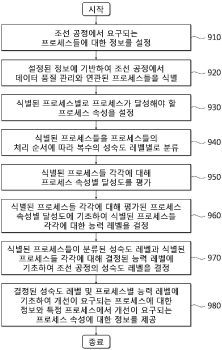 시작
조선 공정에서 요구되는
프로세스들에 대한 정보를 설정
910
설정된 정보에 기반하여 조선 공정에서
데이터 품질 관리와 연관된 프로세스들을 식별
920
식별된 프로세스별로 프로세스가 달성해야 할
프로세스 속성을 설정
930
식별된 프로세스들을 프로세스들의
처리 순서에 따라 복수의 성숙도 레벨별로 분류
940
식별된 프로세스들 각각에 대해
프로세스 속성별 달성도를 평가
950
식별된 프로세스들 각각에 대해 평가된 프로세스
속성별 달성도에 기초하여 식별된 프로세스들
각각에 대한 능력 레벨을 결정
960
식별된 프로세스들이 분류된 성숙도 레벨과 식별된
프로세스들 각각에 대해 결정된 능력 레벨에
기초하여 조선 공정의 성숙도 레벨을 결정
970
결정된 성숙도 레벨 및 프로세스별 능력 레벨에
기초하여 개선이 요구되는 프로세스에 대한
정보와 특정 프로세스에서 개선이 요구되는
프로세스 속성에 대한 정보를 제공
980
종료